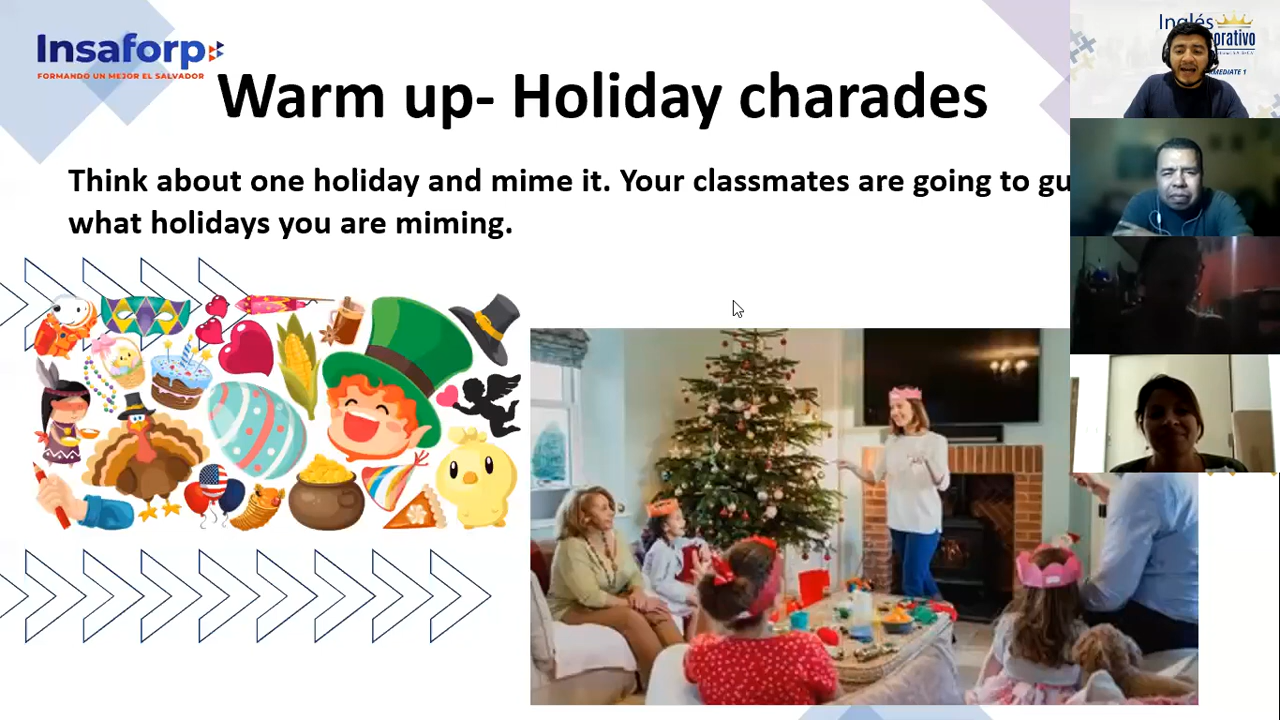 Insaforp
FORMANDO UN MEJOR EL SALVADOR
Warm up- Holiday charades
Think about one holiday and mime it. Your classmates are going to gu
what holidays you are miming.
Inglés
orativo
MEDIATE 1